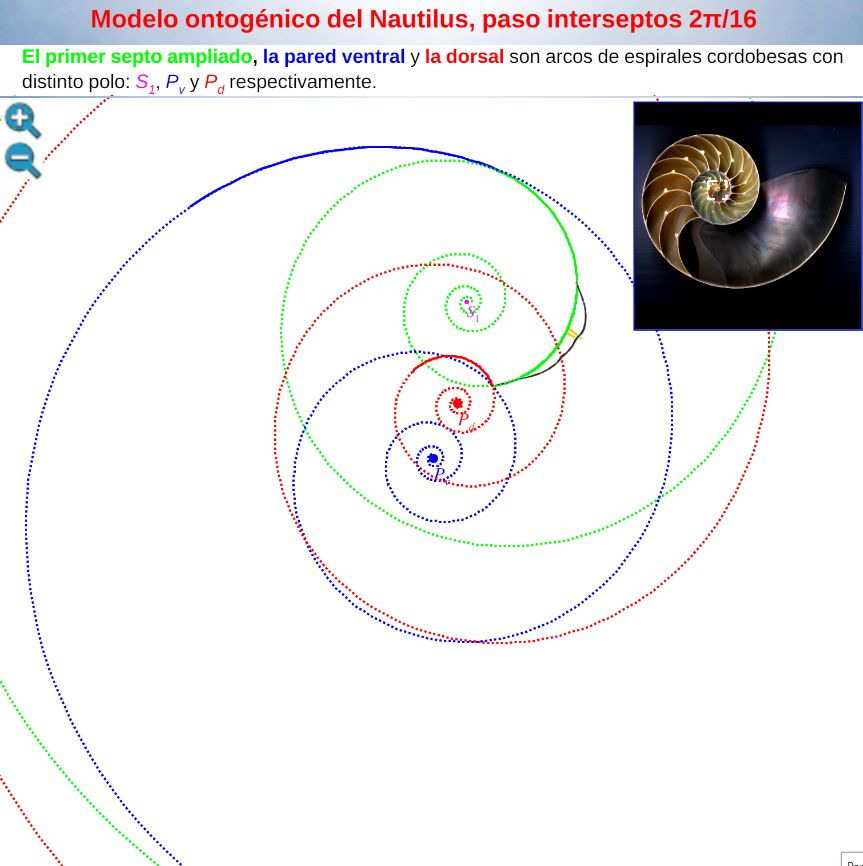 Modelo ontogénico del Nautilus, paso interseptos 2π/16
El primer septo ampliado, la pared ventral y la dorsal son arcos de espirales cordobesas con
distinto polo: S1, Pv y Pd respectivamente.
S1
Pd
P